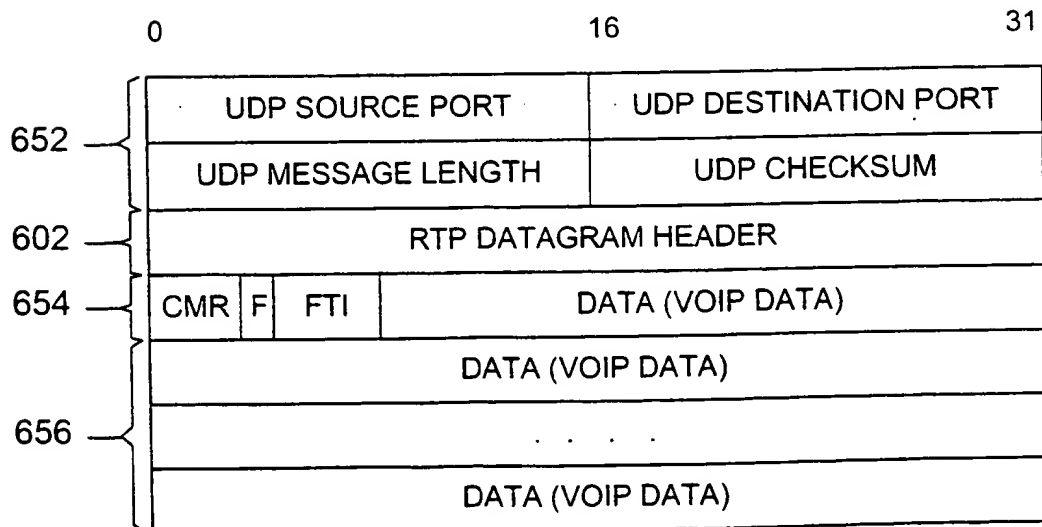 0 16 31
UDP SOURCE PORT UDP DESTINATION PORT
652
UDP MESSAGE LENGTH UDP CHECKSUM
602 RTP DATAGRAM HEADER
654 CMR F FTI DATA (VOIP DATA)
DATA (VOIP DATA)
656 . . . .
DATA (VOIP DATA)